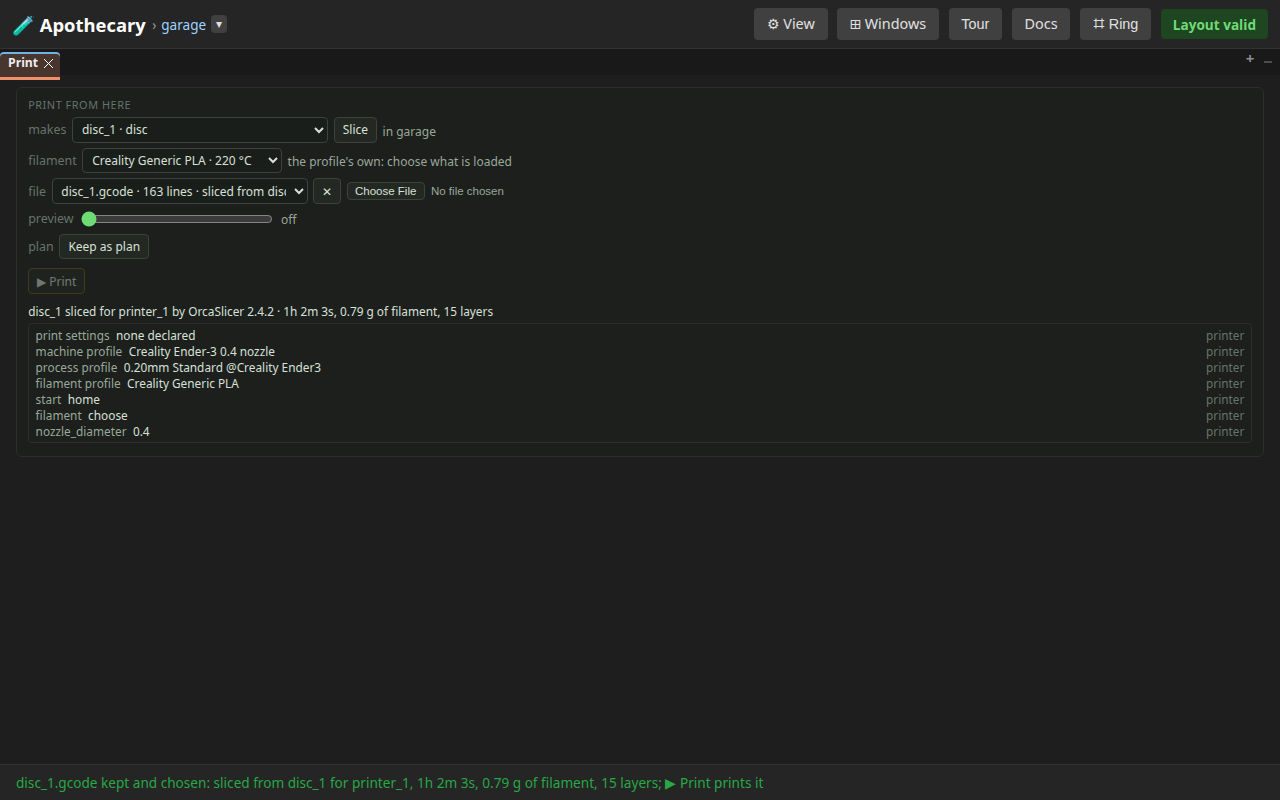 Apothecary › garage ▾ ⚙ View ⊞ Windows Tour Docs ⌗ Ring Layout valid
Print ✕ + –
PRINT FROM HERE
makes disc_1 · disc Slice in garage
filament Creality Generic PLA · 220 °C the profile's own: choose what is loaded
file disc_1.gcode · 163 lines · sliced from disc ✕ Choose File No file chosen
preview off
plan Keep as plan
▶ Print
disc_1 sliced for printer_1 by OrcaSlicer 2.4.2 · 1h 2m 3s, 0.79 g of filament, 15 layers
print settings none declared printer
machine profile Creality Ender-3 0.4 nozzle printer
process profile 0.20mm Standard @Creality Ender3 printer
filament profile Creality Generic PLA printer
start home printer
filament choose printer
nozzle_diameter 0.4 printer
disc_1.gcode kept and chosen: sliced from disc_1 for printer_1, 1h 2m 3s, 0.79 g of filament, 15 layers; ▶ Print prints it